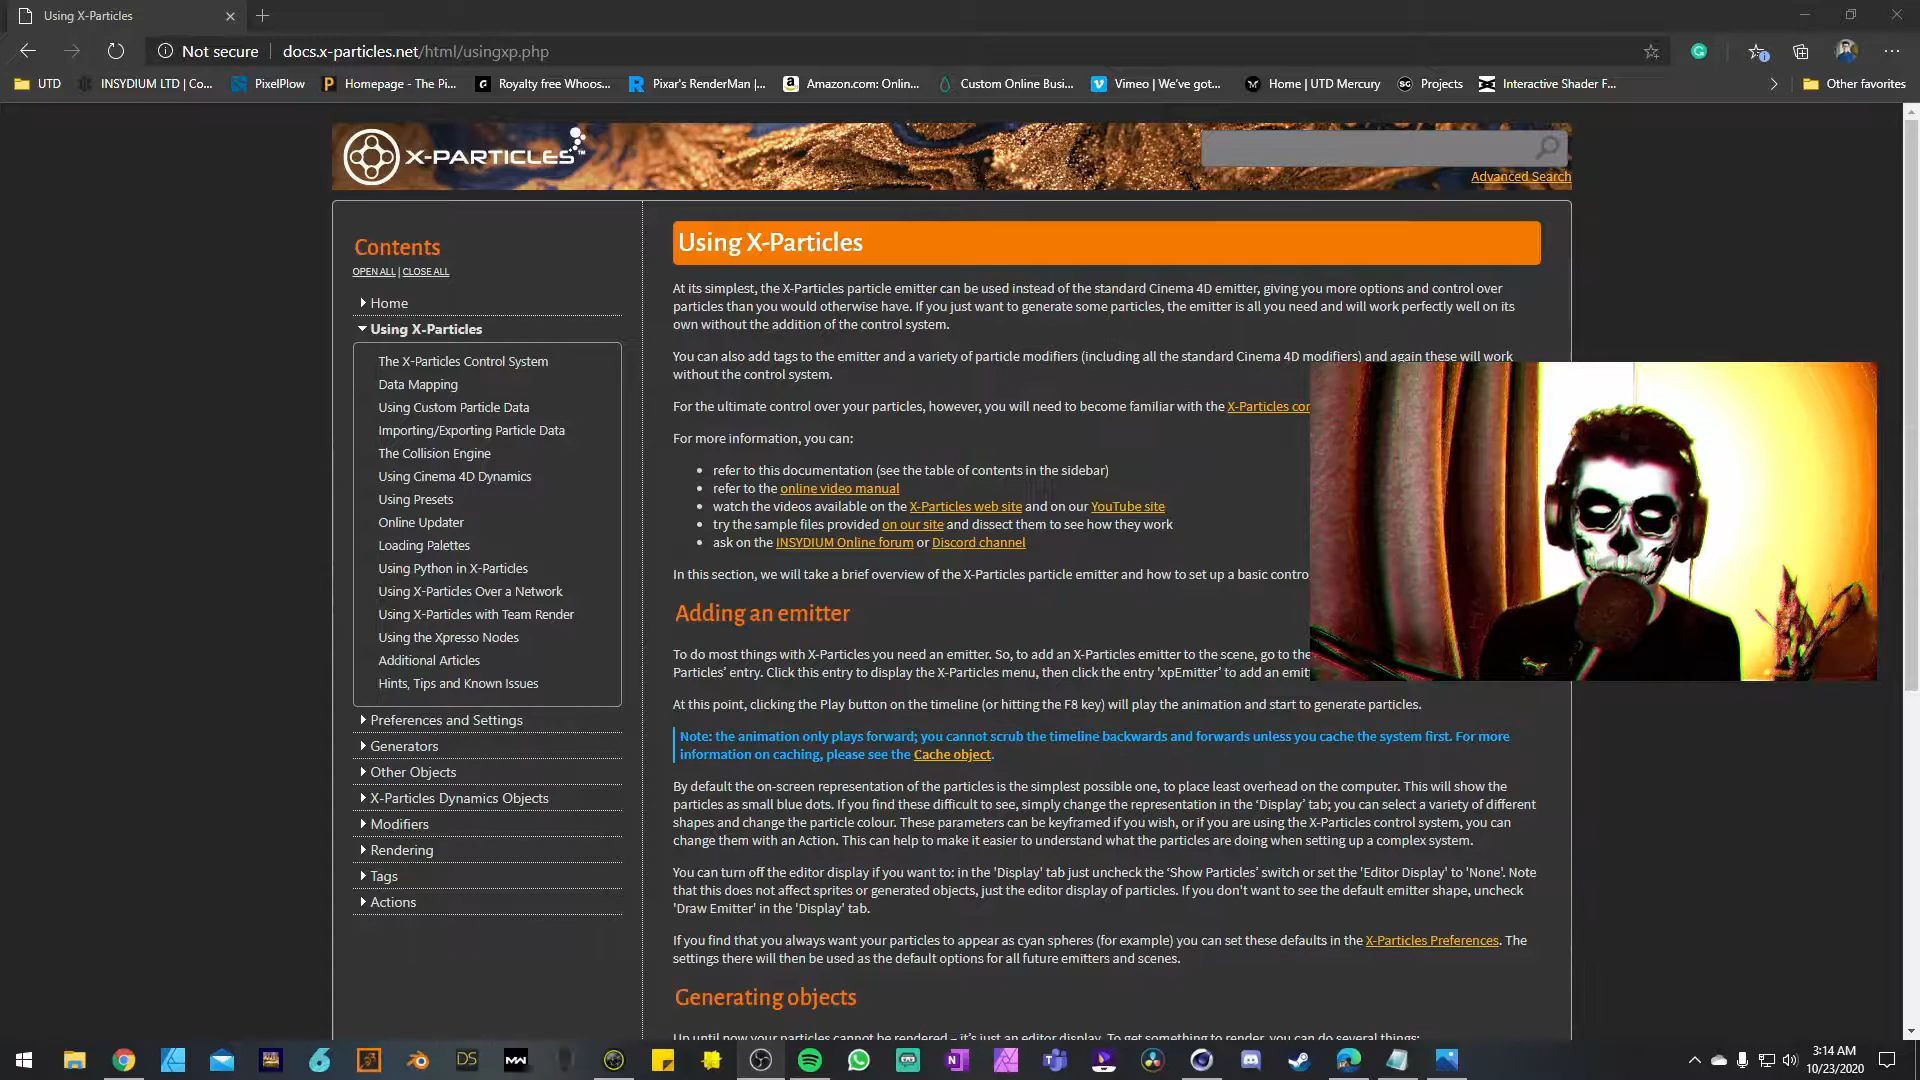 Using X-Particles
Not secure
docs.x-particles.net/html/usingxp.php
UTD
INSYDIUM LTD | Co...
PixelPlow
Homepage - The Pi...
Royalty free Whoos...
Pixar's RenderMan |...
Amazon.com: Onlin...
Custom Online Busi...
Vimeo | We've got...
Home | UTD Mercury
Projects
Interactive Shader F...
Other favorites
X-PARTICLES™
Advanced Search
Contents
OPEN ALL | CLOSE ALL
Home
Using X-Particles
The X-Particles Control System
Data Mapping
Using Custom Particle Data
Importing/Exporting Particle Data
The Collision Engine
Using Cinema 4D Dynamics
Using Presets
Online Updater
Loading Palettes
Using Python in X-Particles
Using X-Particles Over a Network
Using X-Particles with Team Render
Using the Xpresso Nodes
Additional Articles
Hints, Tips and Known Issues
Preferences and Settings
Generators
Other Objects
X-Particles Dynamics Objects
Modifiers
Rendering
Tags
Actions
Using X-Particles
At its simplest, the X-Particles particle emitter can be used instead of the standard Cinema 4D emitter, giving you more options and control over
particles than you would otherwise have. If you just want to generate some particles, the emitter is all you need and will work perfectly well on its
own without the addition of the control system.
You can also add tags to the emitter and a variety of particle modifiers (including all the standard Cinema 4D modifiers) and again these will work
without the control system.
For the ultimate control over your particles, however, you will need to become familiar with the X-Particles con
For more information, you can:
• refer to this documentation (see the table of contents in the sidebar)
• refer to the online video manual
• watch the videos available on the X-Particles web site and on our YouTube site
• try the sample files provided on our site and dissect them to see how they work
• ask on the INSYDIUM Online forum or Discord channel
In this section, we will take a brief overview of the X-Particles particle emitter and how to set up a basic contro
Adding an emitter
To do most things with X-Particles you need an emitter. So, to add an X-Particles emitter to the scene, go to the
Particles’ entry. Click this entry to display the X-Particles menu, then click the entry 'xpEmitter’ to add an emit
At this point, clicking the Play button on the timeline (or hitting the F8 key) will play the animation and start to generate particles.
Note: the animation only plays forward; you cannot scrub the timeline backwards and forwards unless you cache the system first. For more
information on caching, please see the Cache object.
By default the on-screen representation of the particles is the simplest possible one, to place least overhead on the computer. This will show the
particles as small blue dots. If you find these difficult to see, simply change the representation in the ‘Display’ tab; you can select a variety of different
shapes and change the particle colour. These parameters can be keyframed if you wish, or if you are using the X-Particles control system, you can
change them with an Action. This can help to make it easier to understand what the particles are doing when setting up a complex system.
You can turn off the editor display if you want to: in the 'Display' tab just uncheck the ‘Show Particles’ switch or set the 'Editor Display' to 'None'. Note
that this does not affect sprites or generated objects, just the editor display of particles. If you don't want to see the default emitter shape, uncheck
'Draw Emitter' in the 'Display' tab.
If you find that you always want your particles to appear as cyan spheres (for example) you can set these defaults in the X-Particles Preferences. The
settings there will then be used as the default options for all future emitters and scenes.
Generating objects
Up until now your particles cannot be rendered – it’s just an editor display. To get something to render, you can do several things:
DS
MW
3:14 AM
10/23/2020